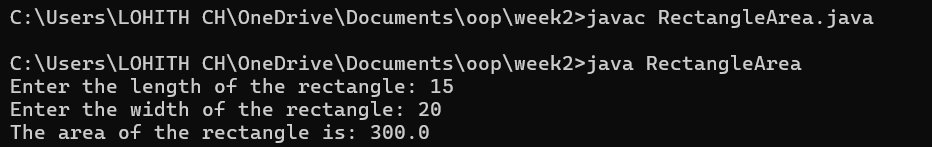 C:\Users\LOHITH CH\OneDrive\Documents\oop\week2>javac RectangleArea.java
C:\Users\LOHITH CH\OneDrive\Documents\oop\week2>java RectangleArea
Enter the length of the rectangle: 15
Enter the width of the rectangle: 20
The area of the rectangle is: 300.0